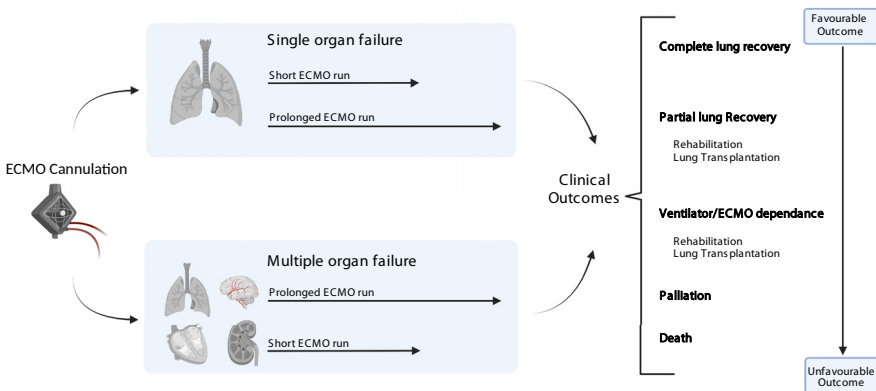 ECMO Cannulation
Single organ failure
Short ECMO run
Prolonged ECMO run
Multiple organ failure
Prolonged ECMO run
Short ECMO run
Clinical
Outcomes
Complete lung recovery
Partial lung Recovery
Rehabilitation
Lung Transplantation
Ventilator/ECMO dependance
Rehabilitation
Lung Transplantation
Palliation
Death
Favourable
Outcome
Unfavourable
Outcome